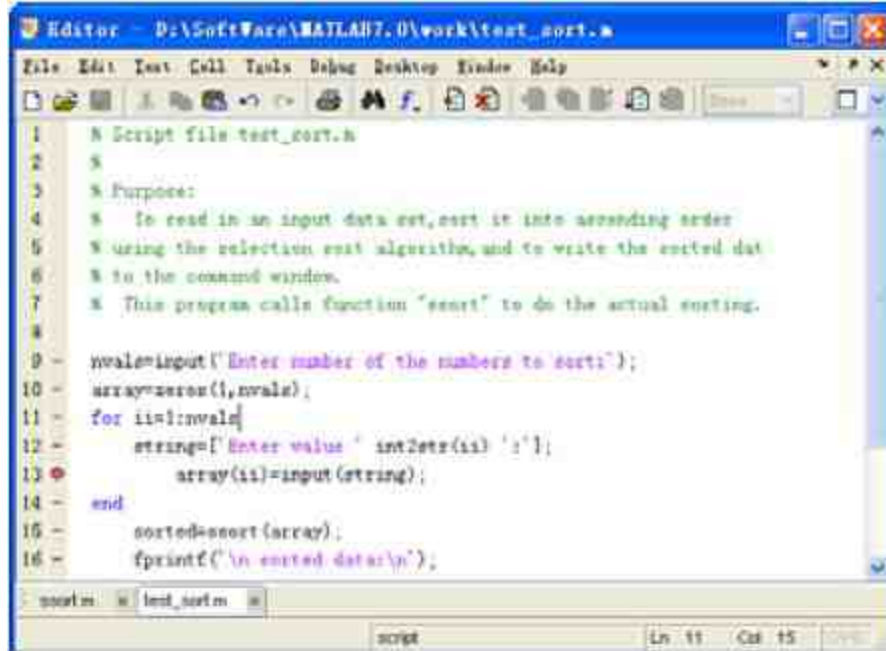 Editor - D:\SoftWare\MATLAB7.0\work\test_sort.m
File Edit Text Cell Tools Debug Desktop Window Help
1 % Script file test_sort.m
2 %
3 % Purpose:
4 % To read in an input data set,sort it into ascending order
5 % using the selection sort algorithm,and to write the sorted dat
6 % to the command window.
7 % This program calls function "ssort" to do the actual sorting.
8
9 - nvals=input('Enter number of the numbers to sort:');
10 - array=zeros(1,nvals);
11 - for ii=1:nvals
12 - string=['Enter value ' int2str(ii) ':'];
13 array(ii)=input(string);
14 - end
15 - sorted=ssort(array);
16 - fprintf('\n sorted data:\n');
ssort.m test_sort.m
script Ln 11 Col 15